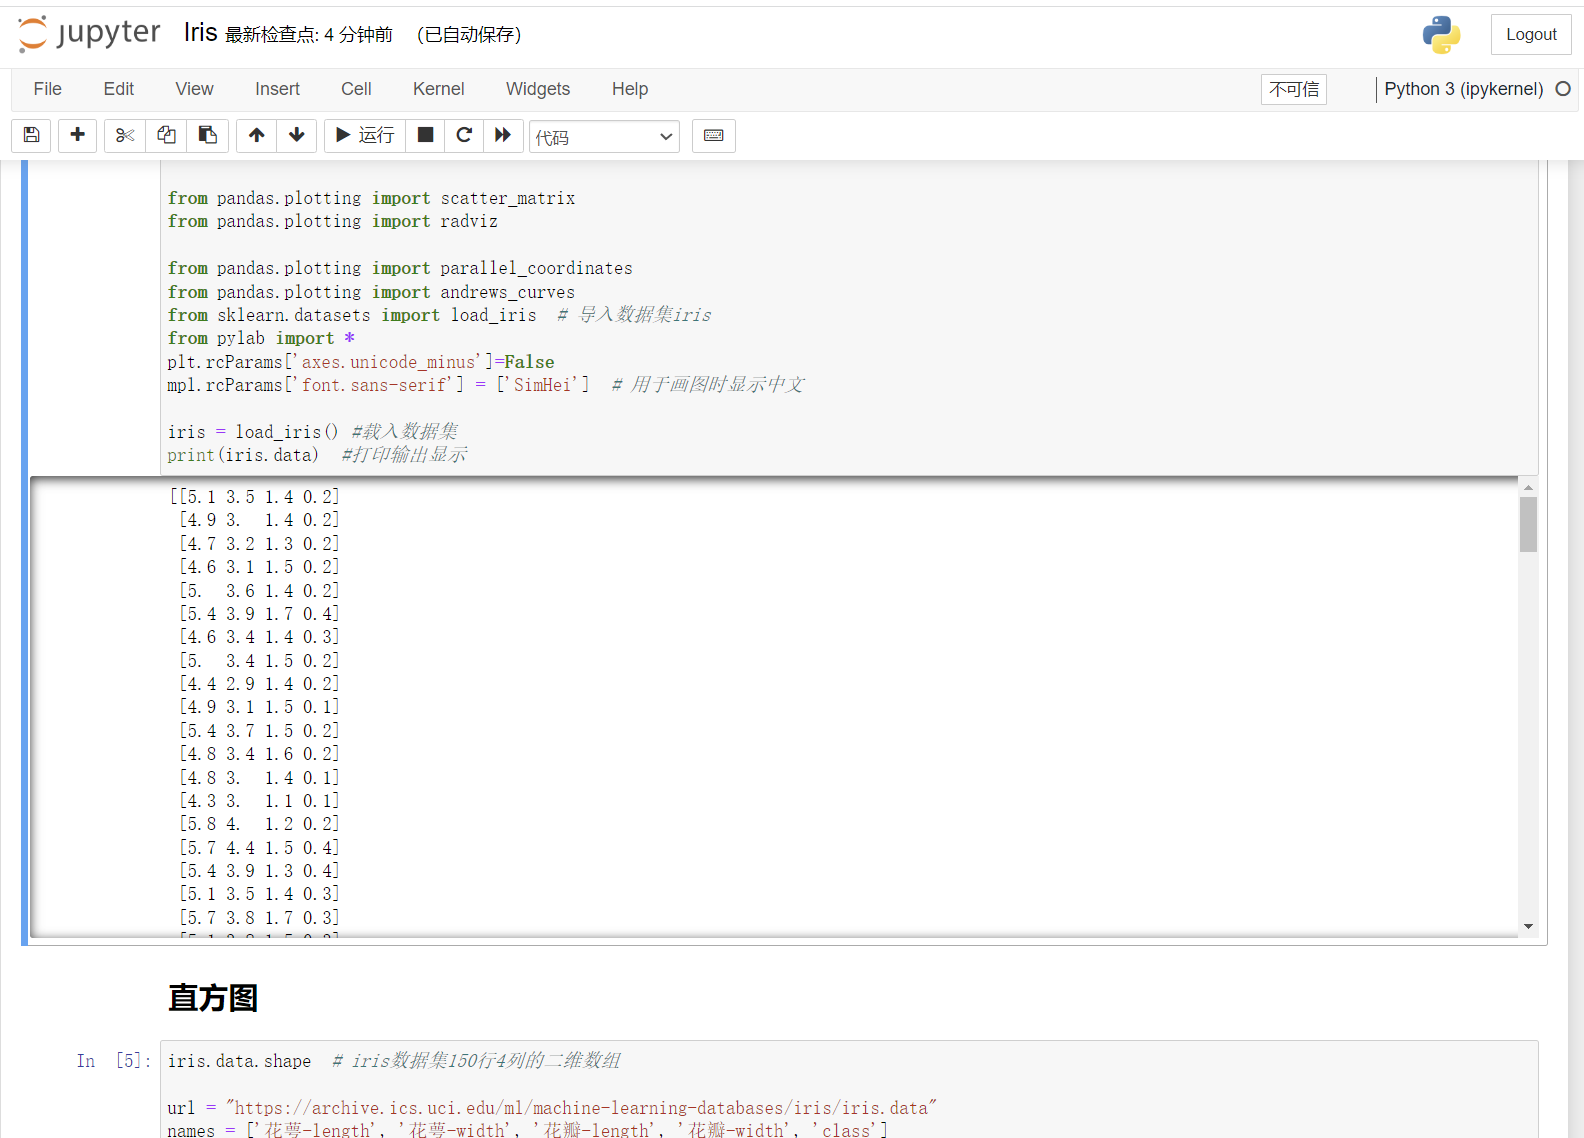 jupyter Iris 最新检查点: 4 分钟前 (已自动保存) Logout
File Edit View Insert Cell Kernel Widgets Help 不可信 Python 3 (ipykernel)
运行 代码
from pandas.plotting import scatter_matrix
from pandas.plotting import radviz
from pandas.plotting import parallel_coordinates
from pandas.plotting import andrews_curves
from sklearn.datasets import load_iris  # 导入数据集iris
from pylab import *
plt.rcParams['axes.unicode_minus']=False
mpl.rcParams['font.sans-serif'] = ['SimHei']  # 用于画图时显示中文
iris = load_iris() #载入数据集
print(iris.data)  #打印输出显示
[[5.1 3.5 1.4 0.2]
[4.9 3.  1.4 0.2]
[4.7 3.2 1.3 0.2]
[4.6 3.1 1.5 0.2]
[5.  3.6 1.4 0.2]
[5.4 3.9 1.7 0.4]
[4.6 3.4 1.4 0.3]
[5.  3.4 1.5 0.2]
[4.4 2.9 1.4 0.2]
[4.9 3.1 1.5 0.1]
[5.4 3.7 1.5 0.2]
[4.8 3.4 1.6 0.2]
[4.8 3.  1.4 0.1]
[4.3 3.  1.1 0.1]
[5.8 4.  1.2 0.2]
[5.7 4.4 1.5 0.4]
[5.4 3.9 1.3 0.4]
[5.1 3.5 1.4 0.3]
[5.7 3.8 1.7 0.3]
直方图
In [5]: iris.data.shape  # iris数据集150行4列的二维数组
url = "https://archive.ics.uci.edu/ml/machine-learning-databases/iris/iris.data"
names = ['花萼-length', '花萼-width', '花瓣-length', '花瓣-width', 'class']